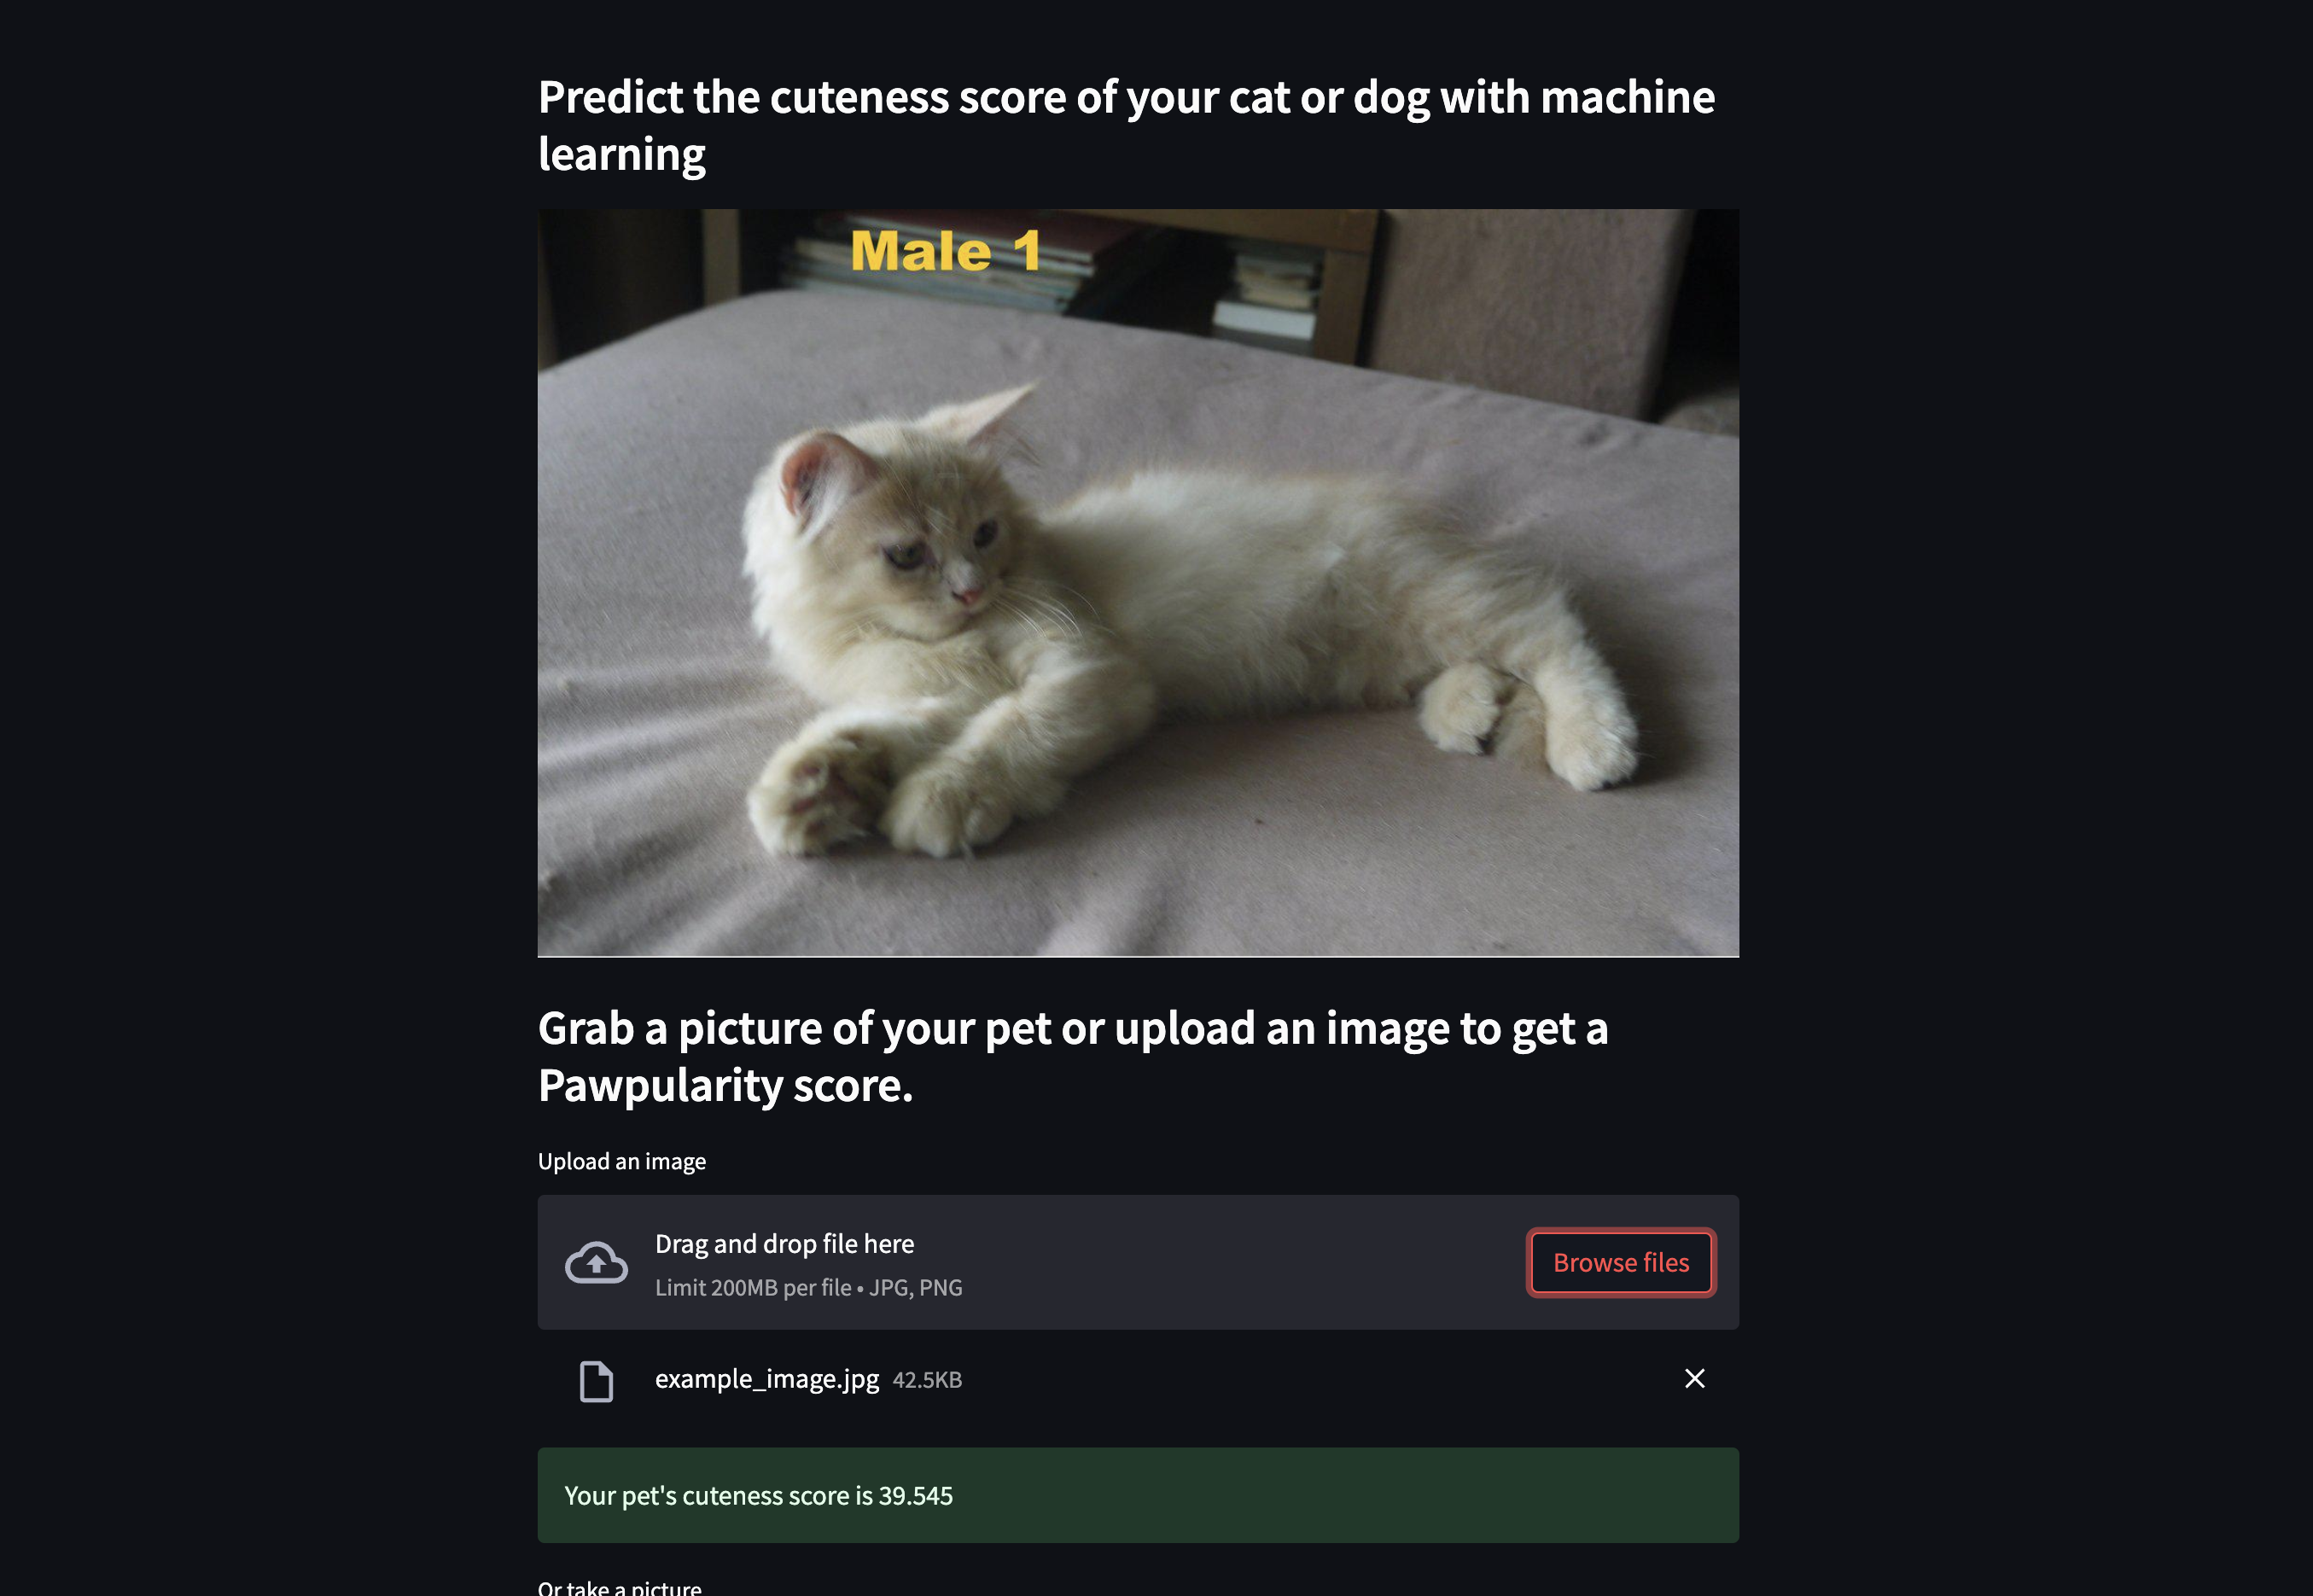 Predict the cuteness score of your cat or dog with machine
learning
Male 1
Grab a picture of your pet or upload an image to get a
Pawpularity score.
Upload an image
Drag and drop file here
Limit 200MB per file • JPG, PNG
Browse files
example_image.jpg 42.5KB
Your pet's cuteness score is 39.545
Or take a picture